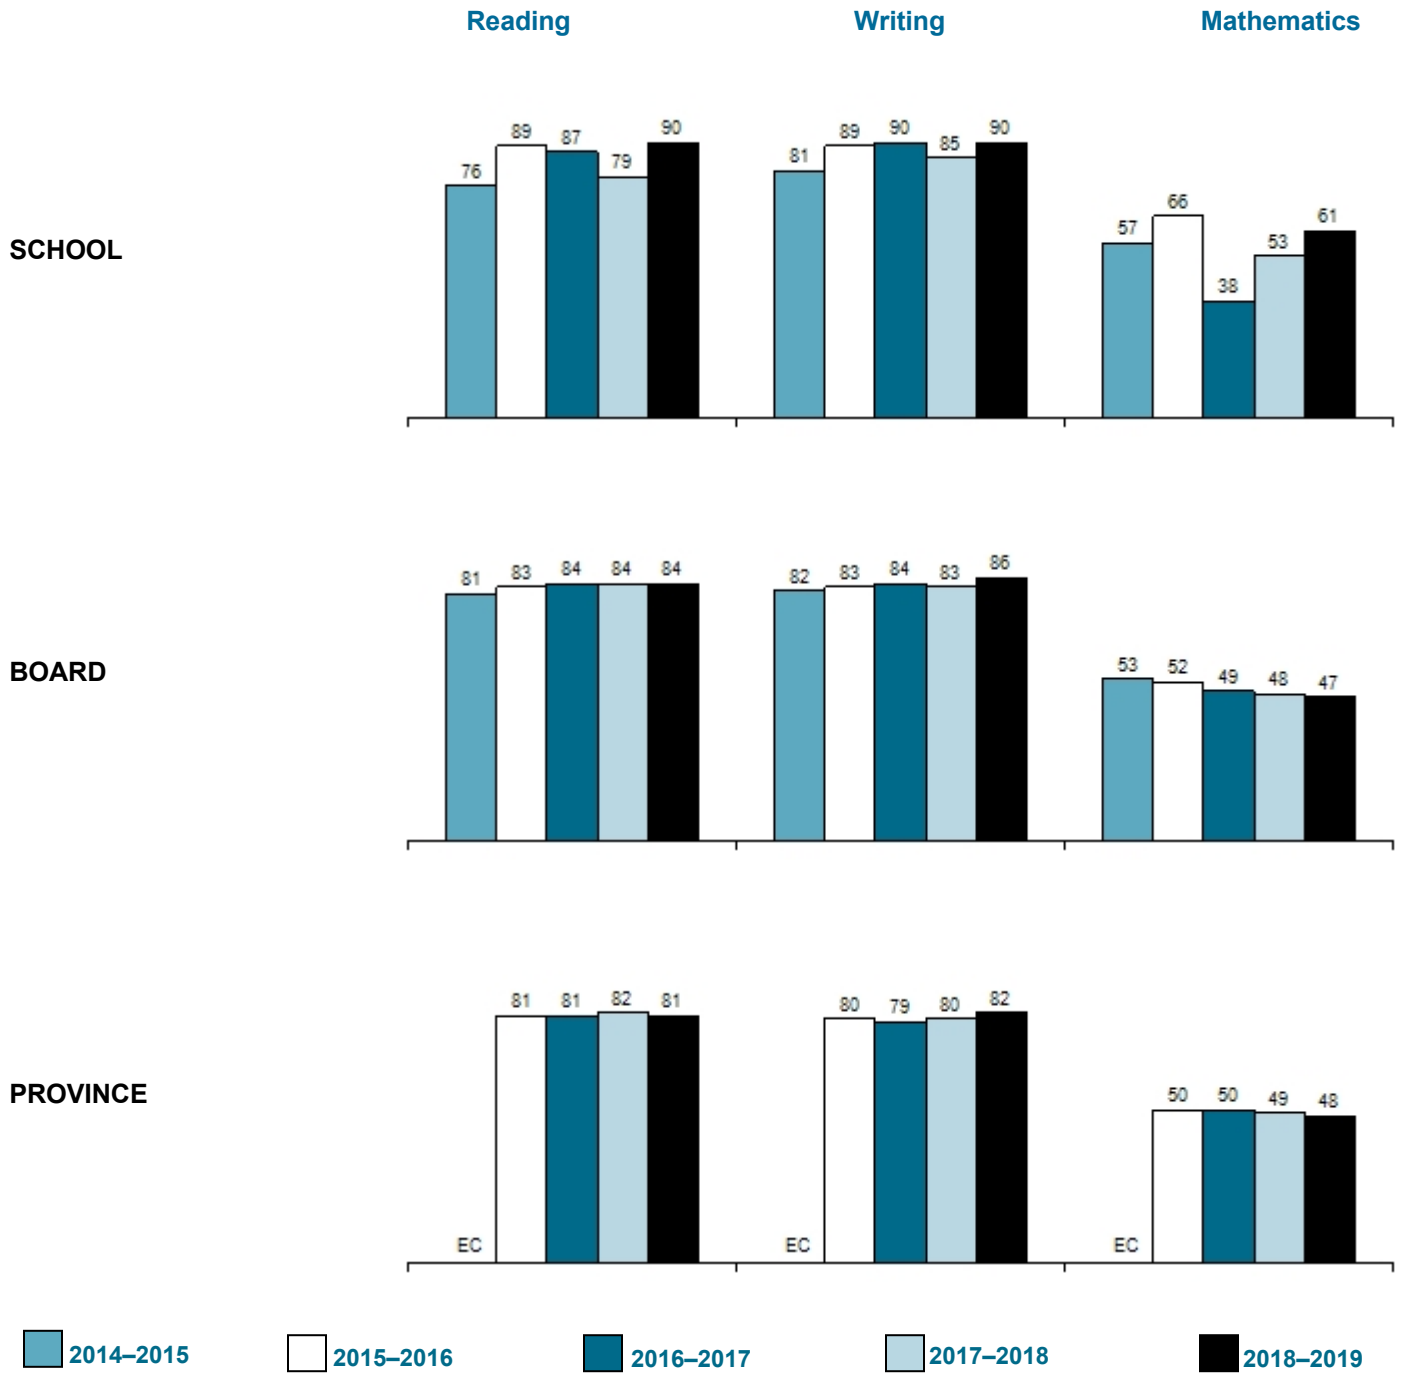 Reading Writing Mathematics
SCHOOL
76 89 87 79 90 81 89 90 85 90 57 66 38 53 61
BOARD
81 83 84 84 84 82 83 84 83 86 53 52 49 48 47
PROVINCE
EC 81 81 82 81 EC 80 79 80 82 EC 50 50 49 48
2014–2015 2015–2016 2016–2017 2017–2018 2018–2019